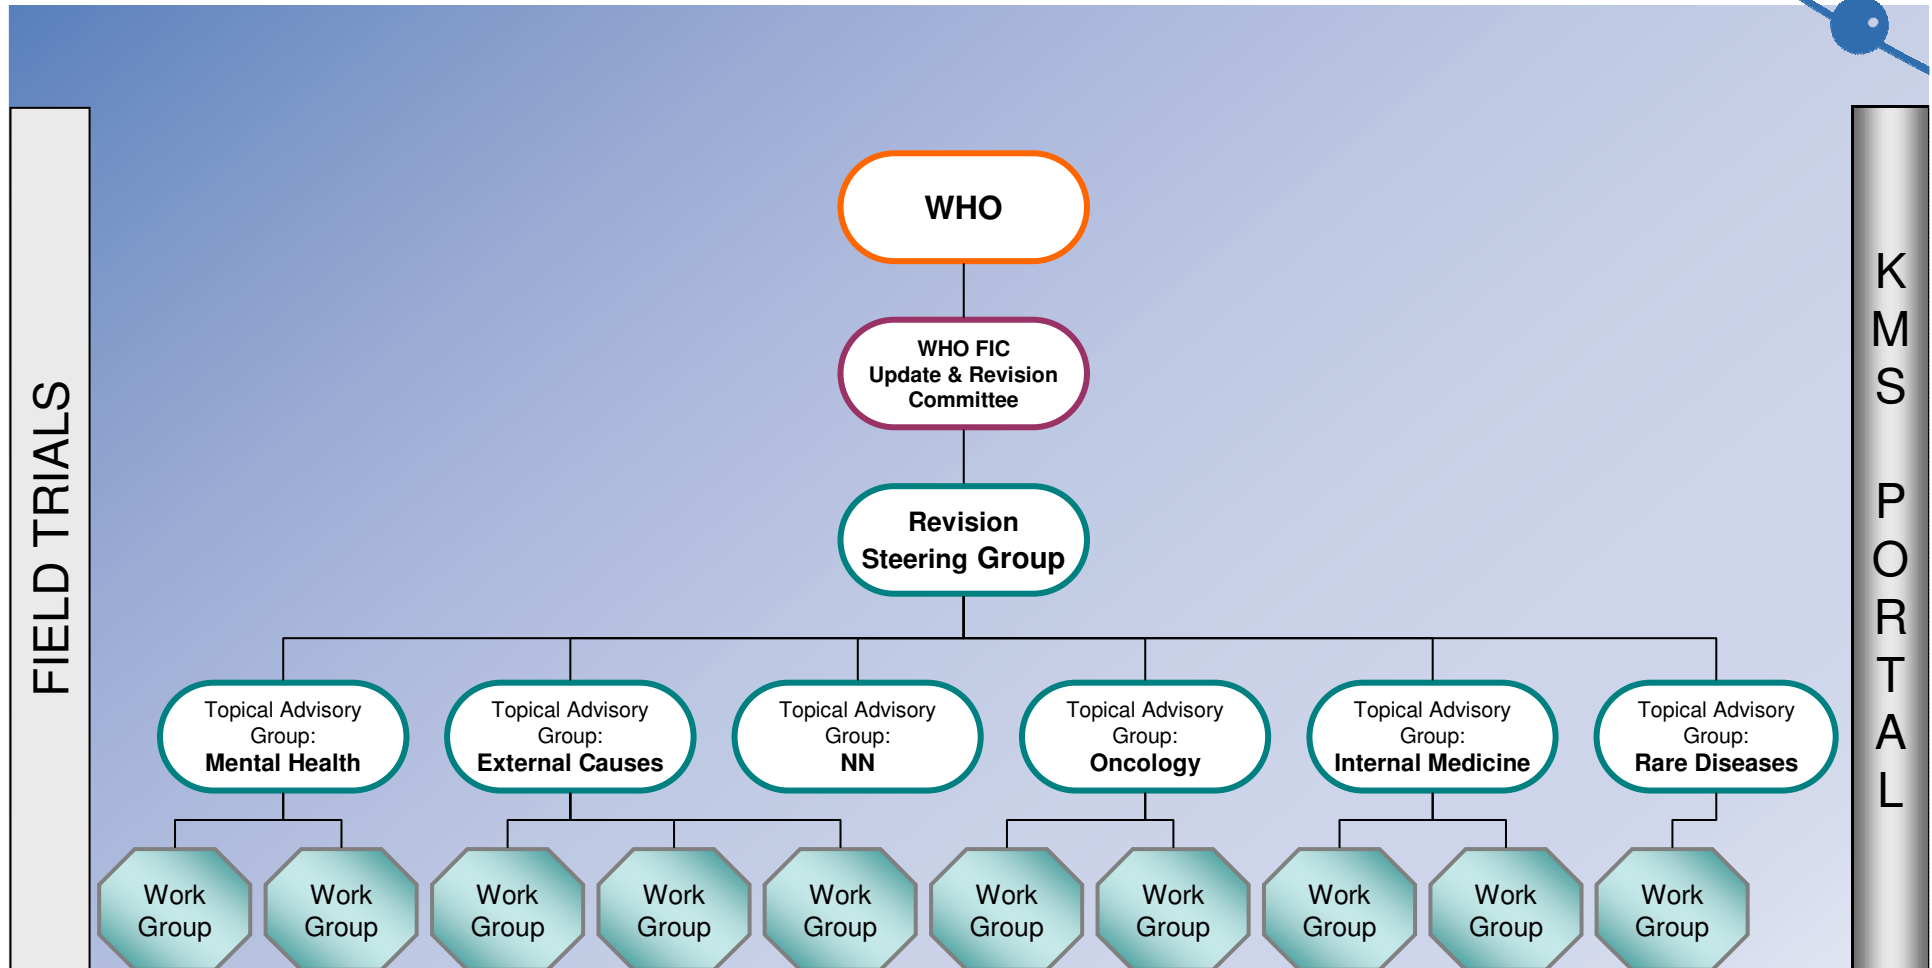 WHO
WHO FIC
Update & Revision
Committee
Revision
Steering Group
FIELD TRIALS
KMS PORTAL
Topical Advisory
Group:
Mental Health
Topical Advisory
Group:
External Causes
Topical Advisory
Group:
NN
Topical Advisory
Group:
Oncology
Topical Advisory
Group:
Internal Medicine
Topical Advisory
Group:
Rare Diseases
Work
Group
Work
Group
Work
Group
Work
Group
Work
Group
Work
Group
Work
Group
Work
Group
Work
Group
Work
Group